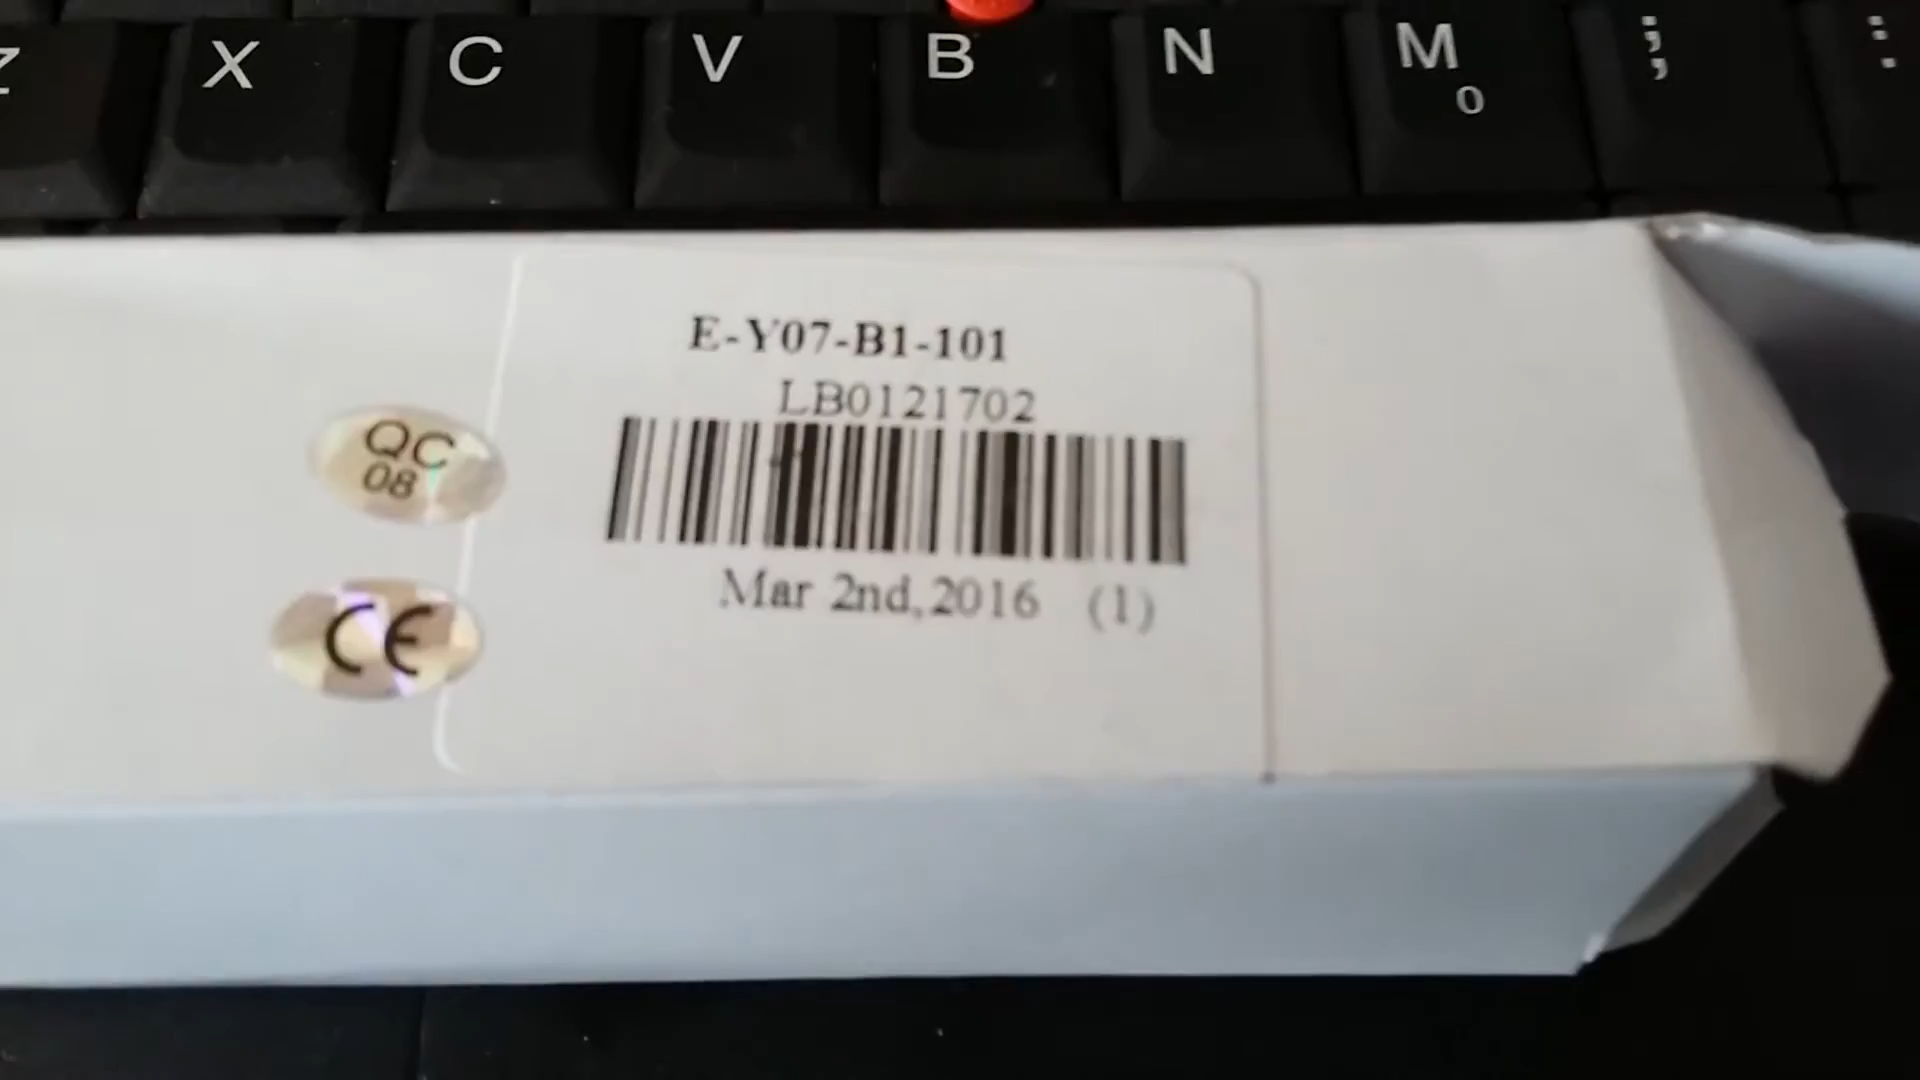 Z X C V B N M ; :
0 , .
E-Y07-B1-101
LB0121702
QC
08
Mar 2nd,2016 (1)
CE